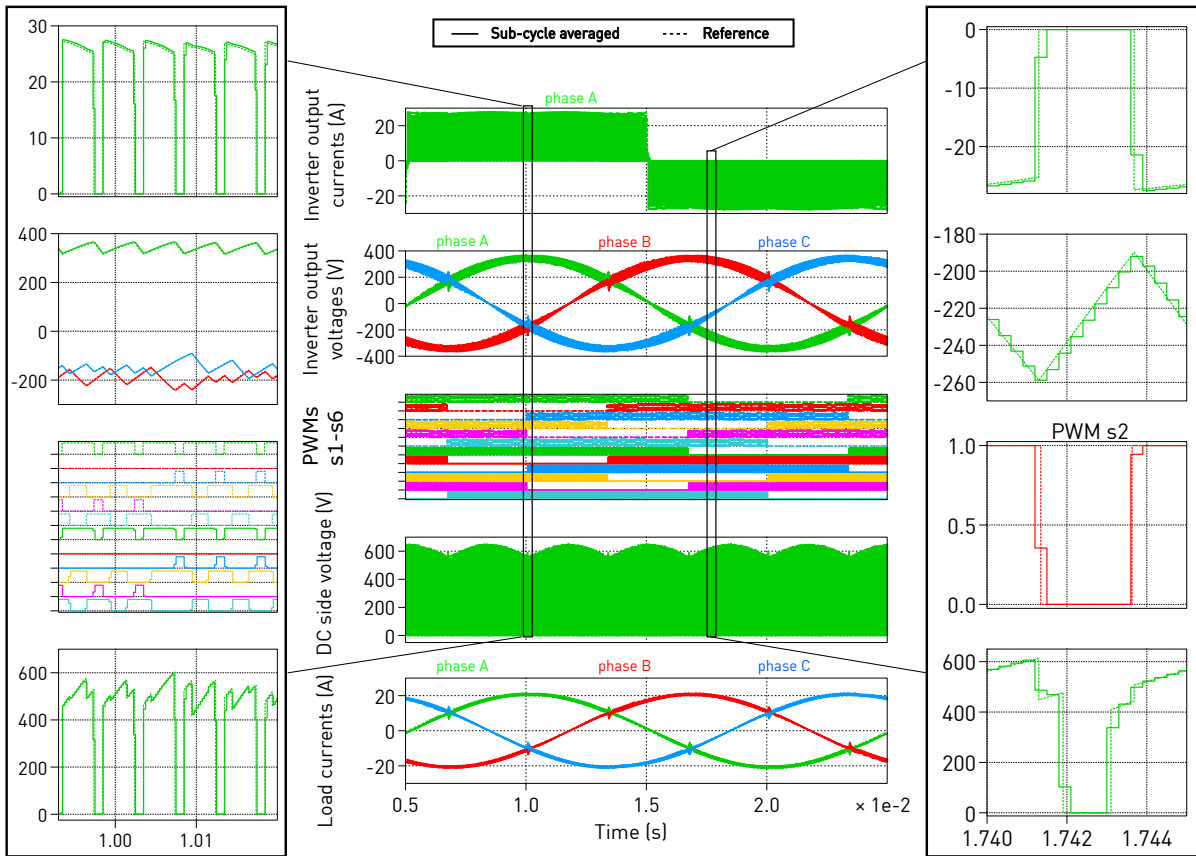 Sub-cycle averaged
Reference
30
20
10
0
400
200
0
-200
600
400
200
0
1.00
1.01
Inverter output
currents (A)
phase A
20
0
-20
Inverter output
voltages (V)
phase A
phase B
phase C
400
200
0
-200
-400
PWMs
s1-s6
DC side voltage (V)
600
400
200
0
Load currents (A)
phase A
phase B
phase C
20
0
-20
0.5
1.0
1.5
2.0
× 1e-2
Time (s)
0
-10
-20
-180
-200
-220
-240
-260
PWM s2
1.0
0.5
0.0
600
400
200
0
1.740
1.742
1.744